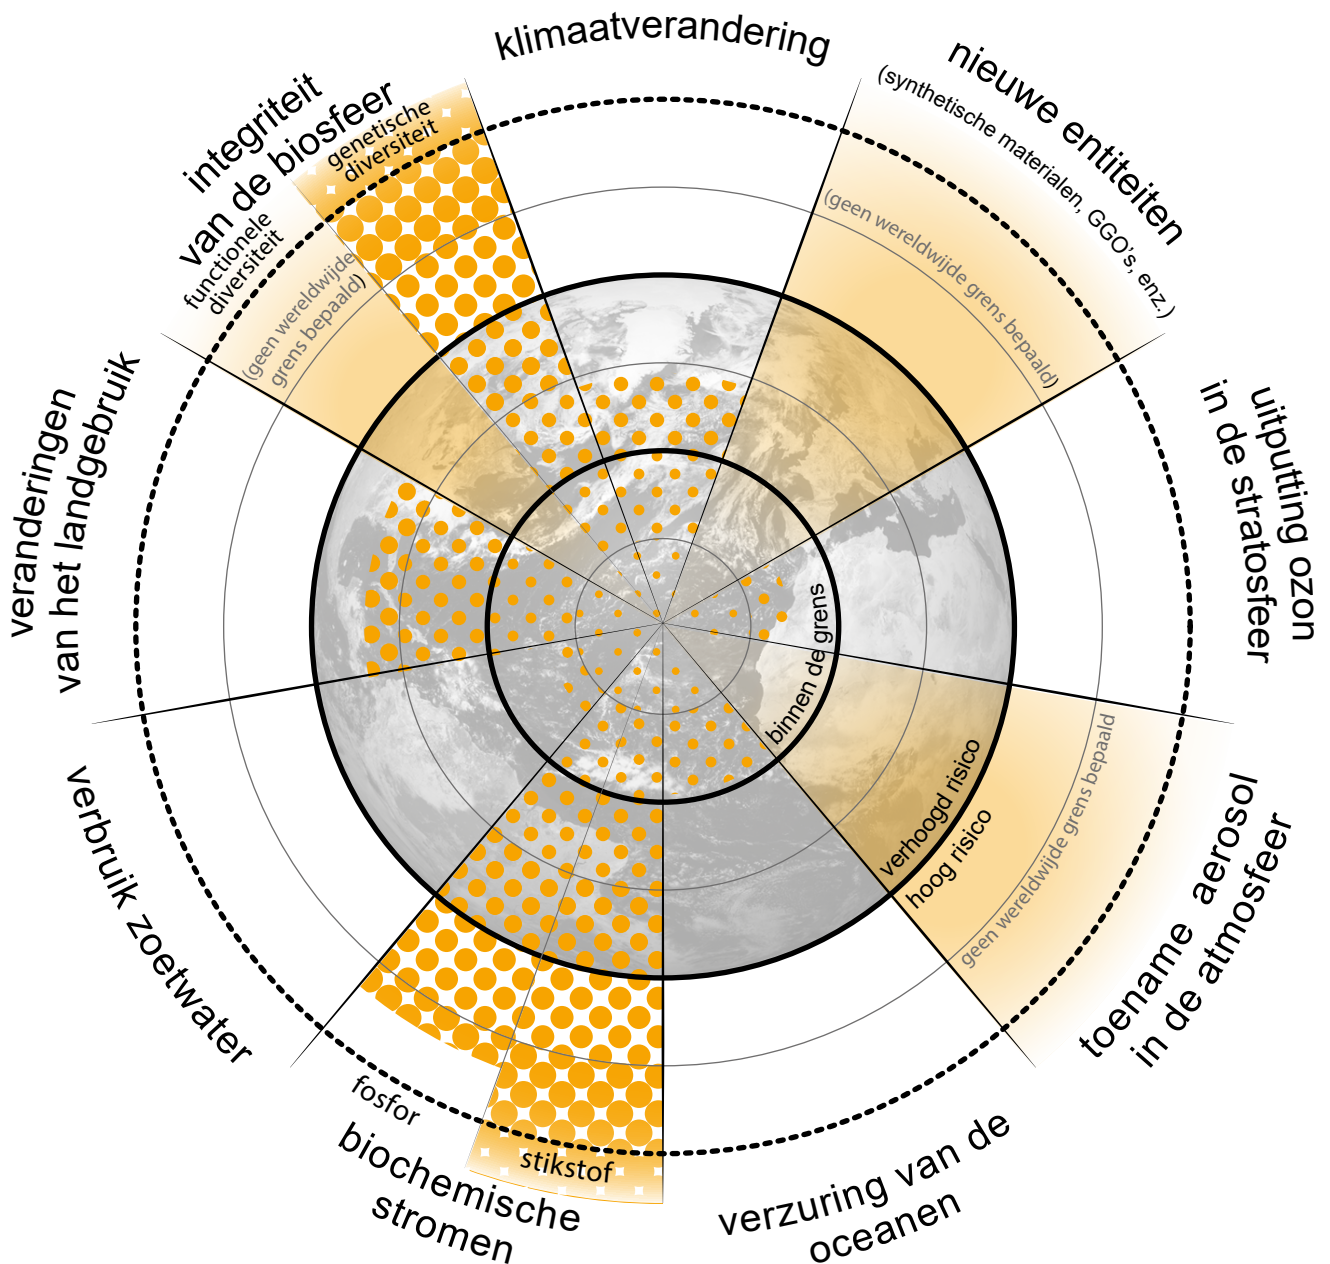 klimaatverandering
nieuwe entiteiten
(synthetische materialen, GGO's, enz.)
(geen wereldwijde grens bepaald)
uitputting ozon
in de stratosfeer
toename aerosol
in de atmosfeer
geen wereldwijde grens bepaald
binnen de grens
verhoogd risico
hoog risico
verzuring van de
oceanen
biochemische
stromen
stikstof
fosfor
verbruik zoetwater
veranderingen
van het landgebruik
integriteit
van de biosfeer
functionele
diversiteit
(geen wereldwijde
grens bepaald)
genetische
diversiteit